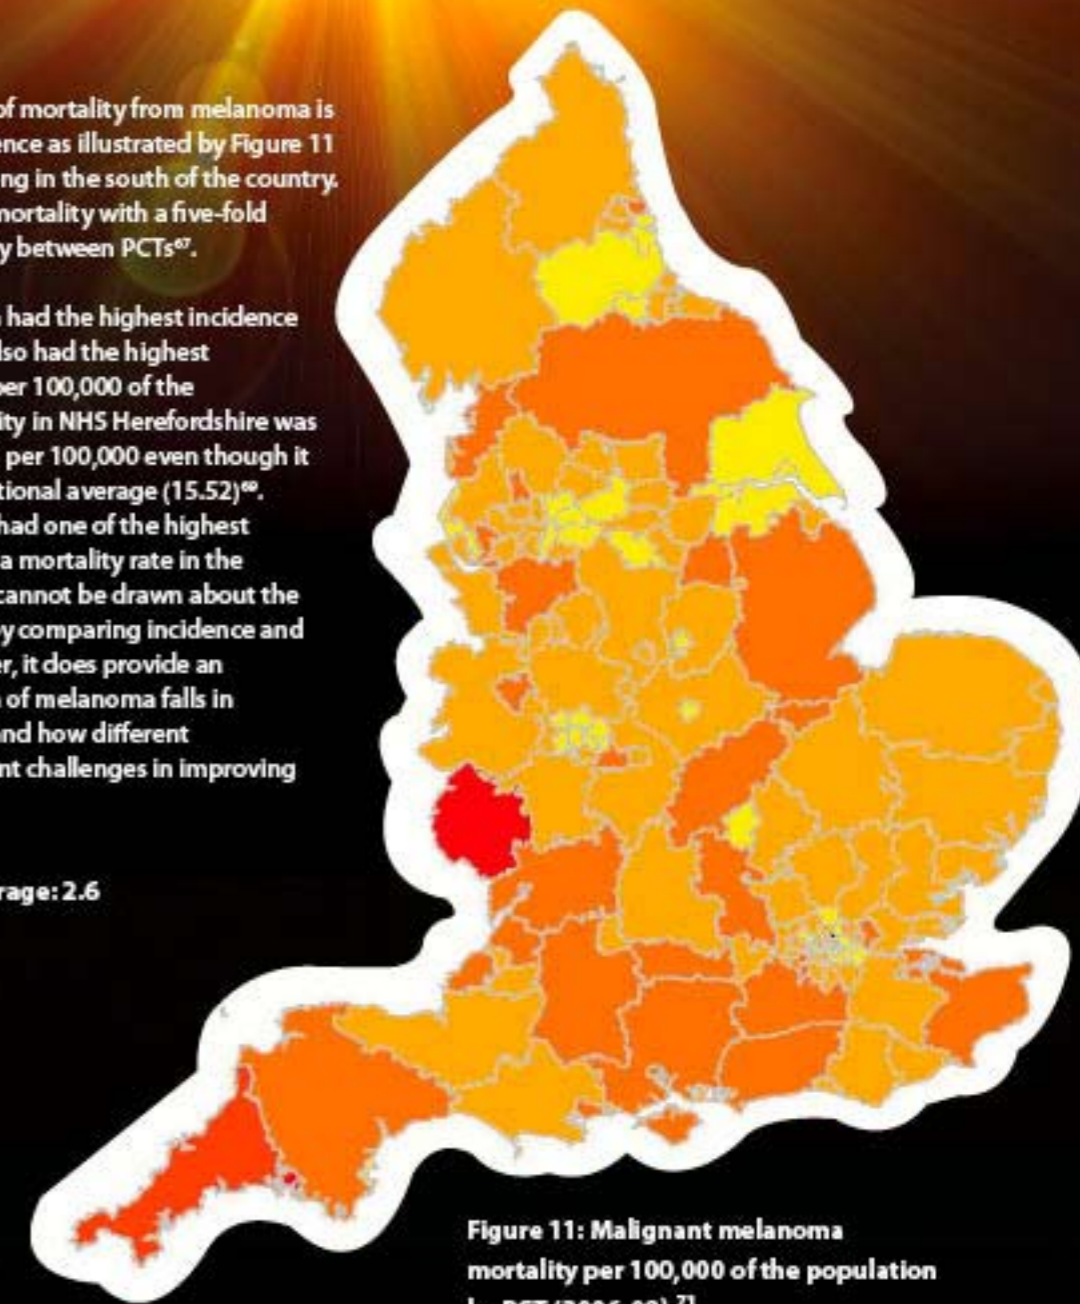 of mortality from melanoma is
ence as illustrated by Figure 11
ng in the south of the country.
mortality with a five-fold
y between PCTs⁶⁷.
had the highest incidence
lso had the highest
per 100,000 of the
ity in NHS Herefordshire was
per 100,000 even though it
tional average (15.52)⁶⁹.
had one of the highest
a mortality rate in the
cannot be drawn about the
by comparing incidence and
er, it does provide an
of melanoma falls in
and how different
nt challenges in improving
rage: 2.6
Figure 11: Malignant melanoma
mortality per 100,000 of the population